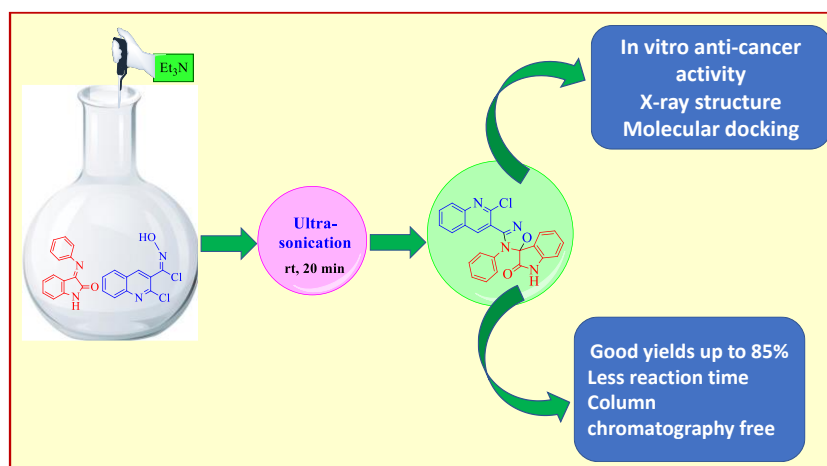 Et₃N
HO
N
N
O
N
H
Cl
N
Cl
Ultra-
sonication
rt, 20 min
N
Cl
N
O
N
O
N
H
In vitro anti-cancer
activity
X-ray structure
Molecular docking
Good yields up to 85%
Less reaction time
Column
chromatography free